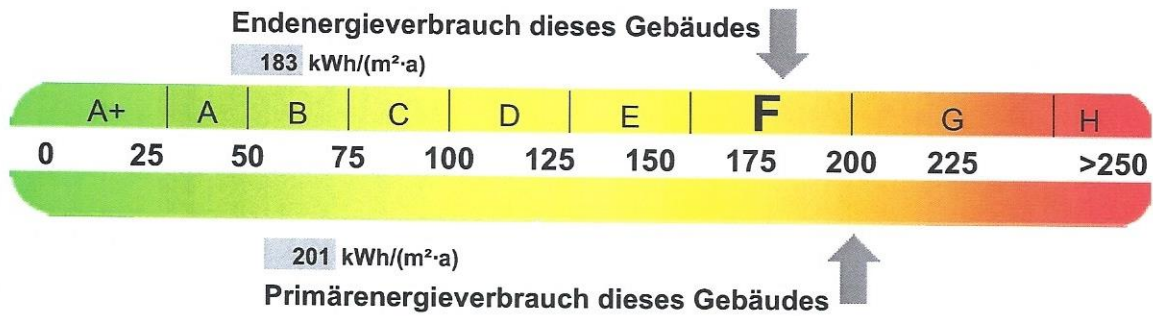 Endenergieverbrauch dieses Gebäudes
183 kWh/(m²·a)
A+ A B C D E F G H
0 25 50 75 100 125 150 175 200 225 >250
201 kWh/(m²·a)
Primärenergieverbrauch dieses Gebäudes